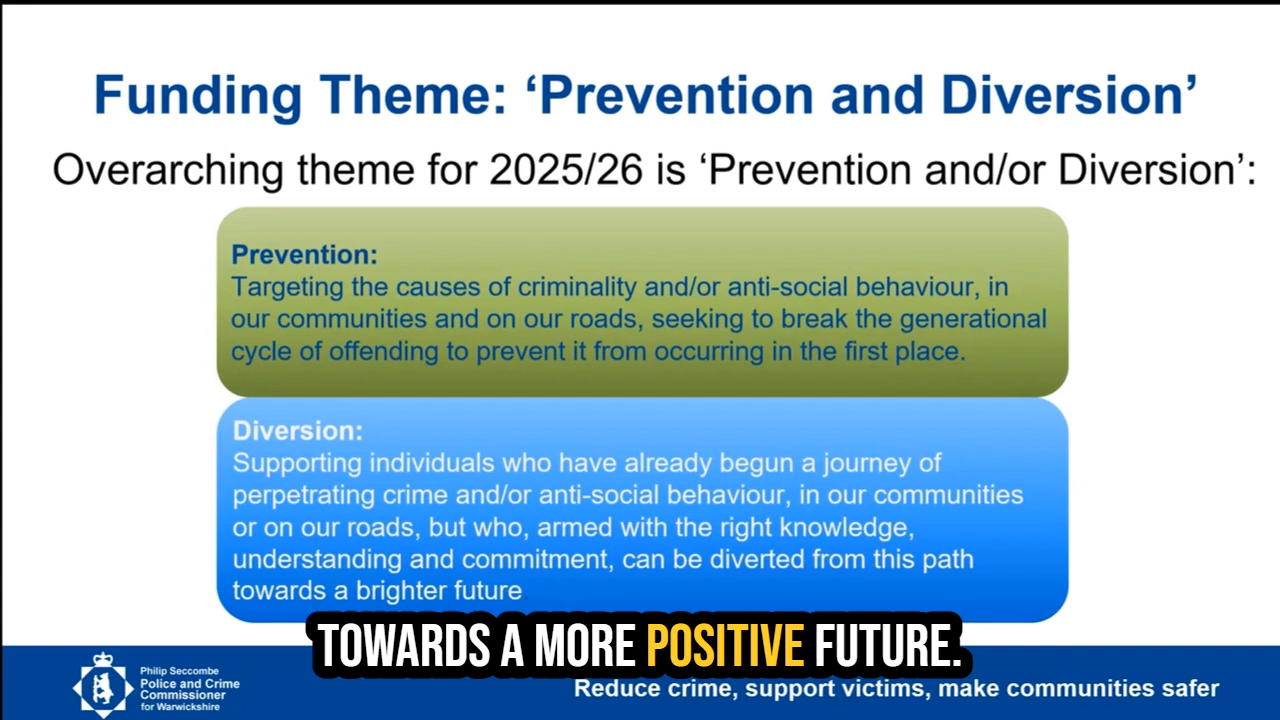 Funding Theme: ‘Prevention and Diversion’
Overarching theme for 2025/26 is ‘Prevention and/or Diversion’:
Prevention:
Targeting the causes of criminality and/or anti-social behaviour, in
our communities and on our roads, seeking to break the generational
cycle of offending to prevent it from occurring in the first place.
Diversion:
Supporting individuals who have already begun a journey of
perpetrating crime and/or anti-social behaviour, in our communities
or on our roads, but who, armed with the right knowledge,
understanding and commitment, can be diverted from this path
towards a brighter future.
TOWARDS A MORE POSITIVE FUTURE.
Philip Seccombe
Police and Crime
Commissioner
for Warwickshire
Reduce crime, support victims, make communities safer